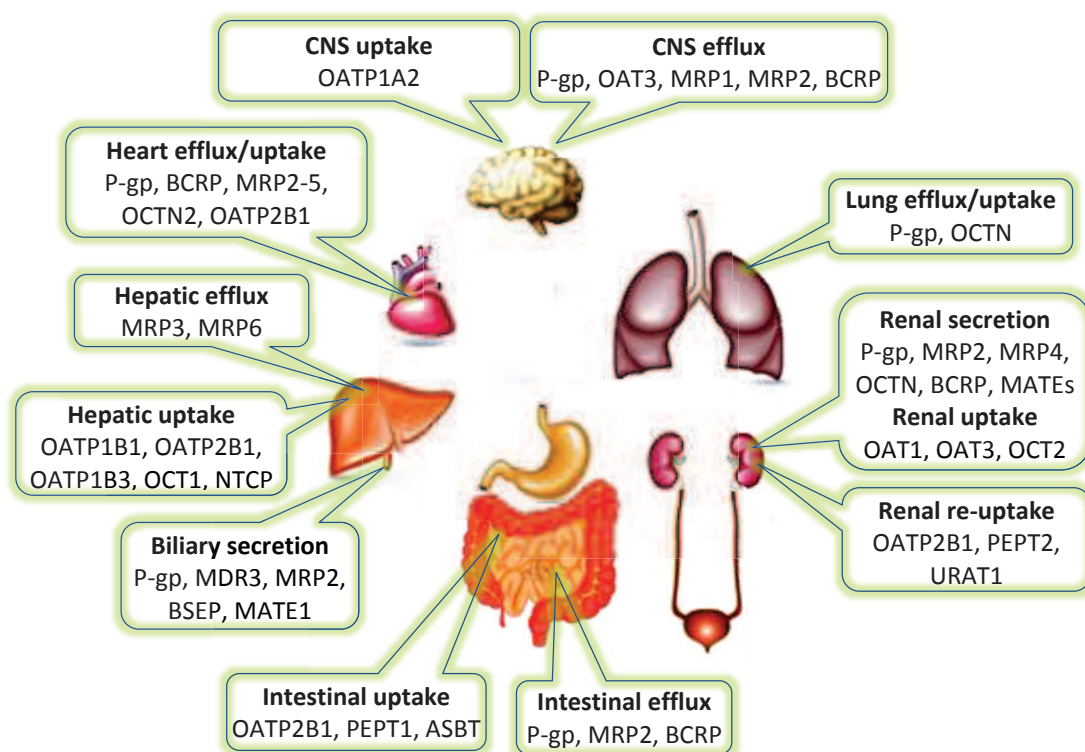 CNS uptake
OATP1A2
CNS efflux
P-gp, OAT3, MRP1, MRP2, BCRP
Heart efflux/uptake
P-gp, BCRP, MRP2-5,
OCTN2, OATP2B1
Lung efflux/uptake
P-gp, OCTN
Hepatic efflux
MRP3, MRP6
Renal secretion
P-gp, MRP2, MRP4,
OCTN, BCRP, MATEs
Renal uptake
OAT1, OAT3, OCT2
Hepatic uptake
OATP1B1, OATP2B1,
OATP1B3, OCT1, NTCP
Renal re-uptake
OATP2B1, PEPT2,
URAT1
Biliary secretion
P-gp, MDR3, MRP2,
BSEP, MATE1
Intestinal uptake
OATP2B1, PEPT1, ASBT
Intestinal efflux
P-gp, MRP2, BCRP